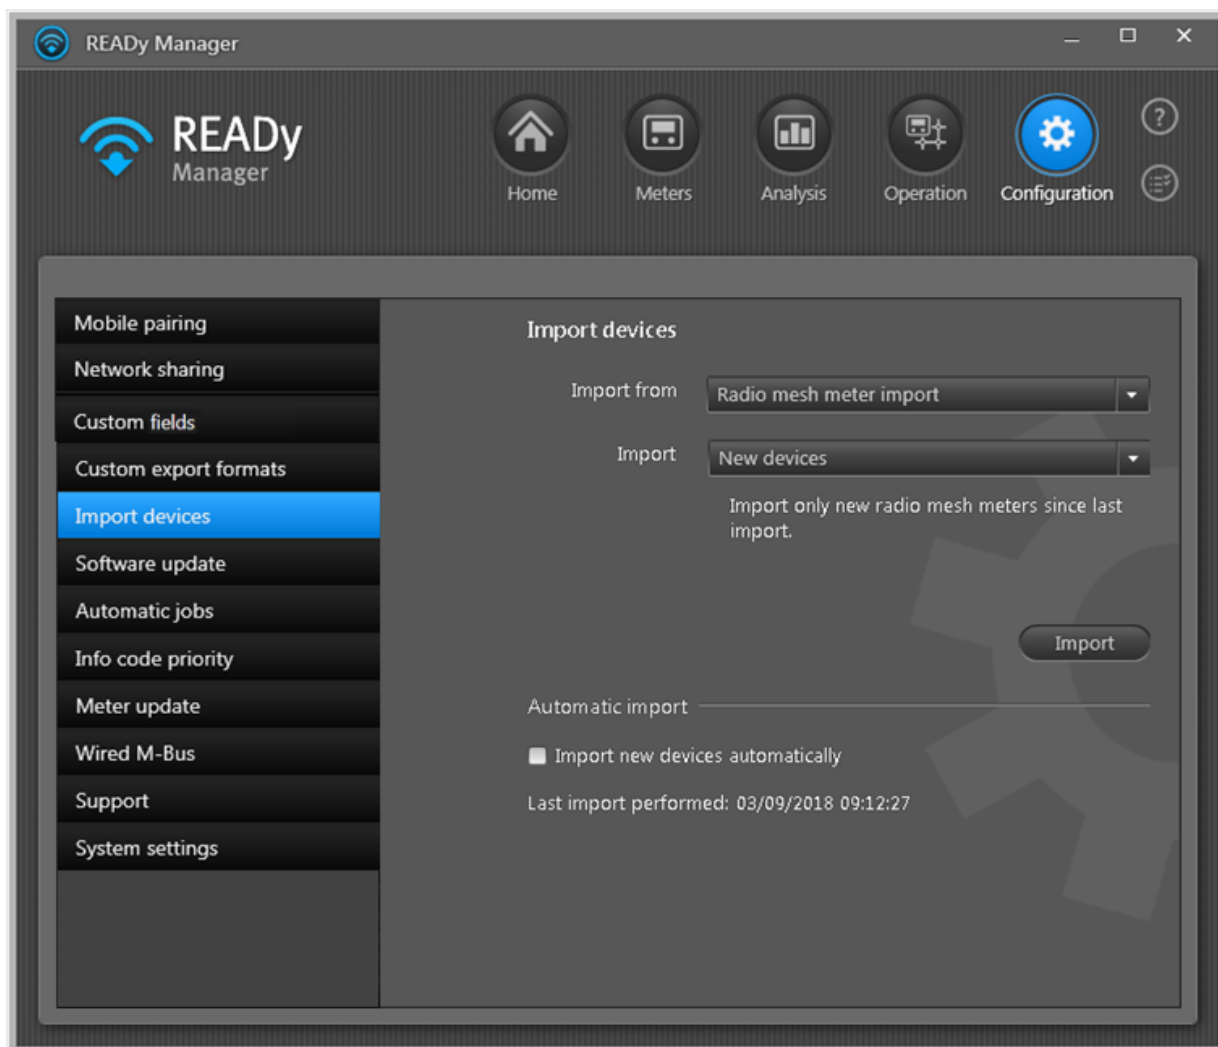 READy Manager
READy
Manager
Home
Meters
Analysis
Operation
Configuration
?
Mobile pairing
Network sharing
Custom fields
Custom export formats
Import devices
Software update
Automatic jobs
Info code priority
Meter update
Wired M-Bus
Support
System settings
Import devices
Import from
Radio mesh meter import
Import
New devices
Import only new radio mesh meters since last
import.
Import
Automatic import
Import new devices automatically
Last import performed: 03/09/2018 09:12:27